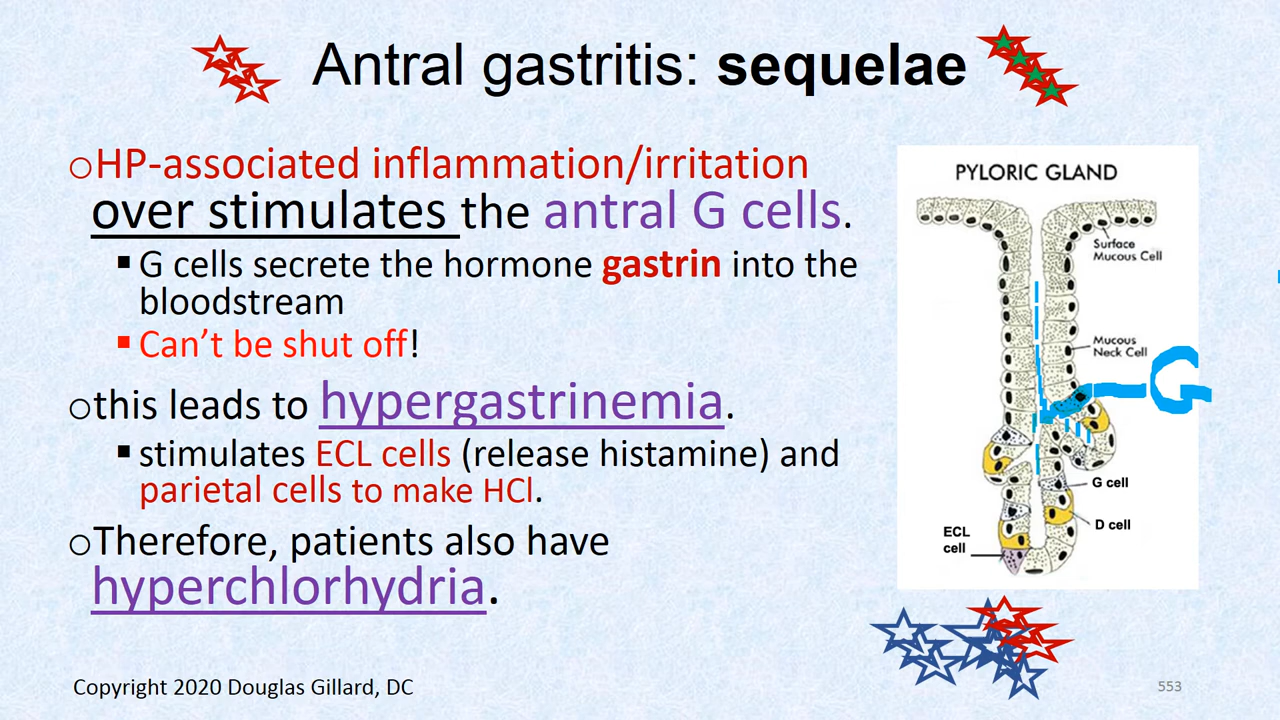 Antral gastritis: sequelae
○HP-associated inflammation/irritation
over stimulates the antral G cells.
▪ G cells secrete the hormone gastrin into the
bloodstream
▪ Can’t be shut off!
○this leads to hypergastrinemia.
▪ stimulates ECL cells (release histamine) and
parietal cells to make HCl.
○Therefore, patients also have
hyperchlorhydria.
PYLORIC GLAND
Surface
Mucous Cell
Mucous
Neck Cell
G
G cell
D cell
ECL
cell
Copyright 2020 Douglas Gillard, DC
553